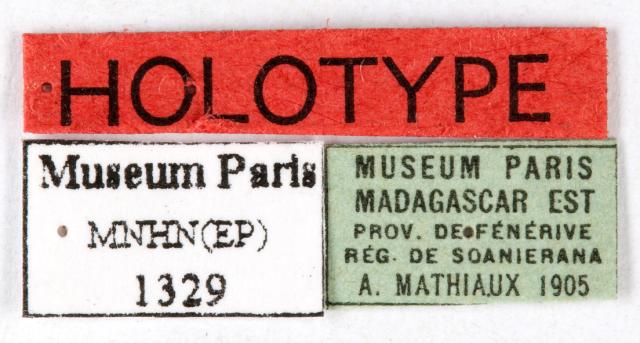 HOLOTYPE
Museum Paris
MNHN(EP)
1329
MUSEUM PARIS
MADAGASCAR EST
PROV. DE FÉNÉRIVE
RÉG. DE SOANIERANA
A. MATHIAUX 1905